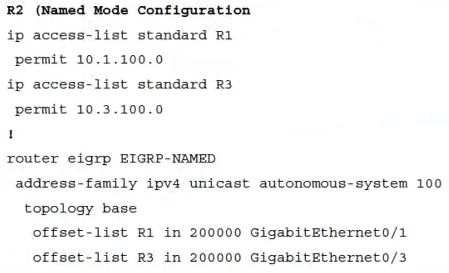 R2 (Named Mode Configuration
ip access-list standard R1
permit 10.1.100.0
ip access-list standard R3
permit 10.3.100.0
!
router eigrp EIGRP-NAMED
address-family ipv4 unicast autonomous-system 100
topology base
offset-list R1 in 200000 GigabitEthernet0/1
offset-list R3 in 200000 GigabitEthernet0/3